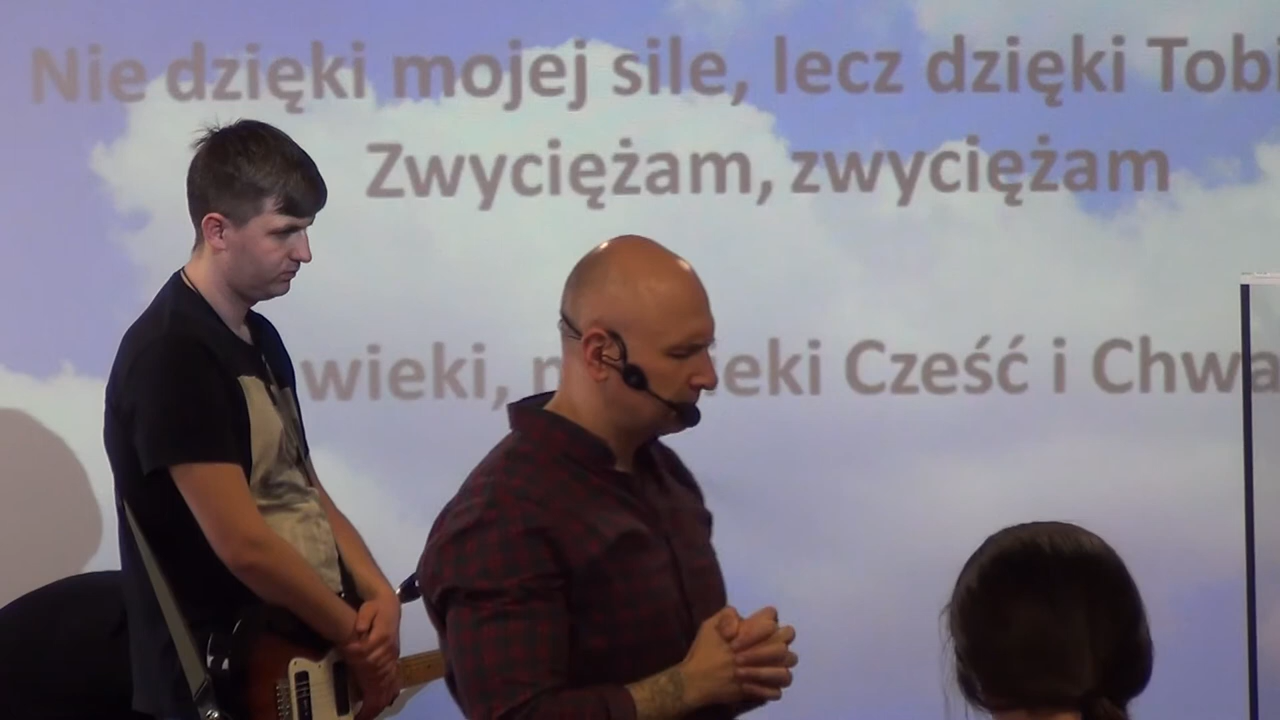 Nie dzięki mojej sile, lecz dzięki Tobi
Zwyciężam, zwyciężam
wieki, n ieki Cześć i Chwa